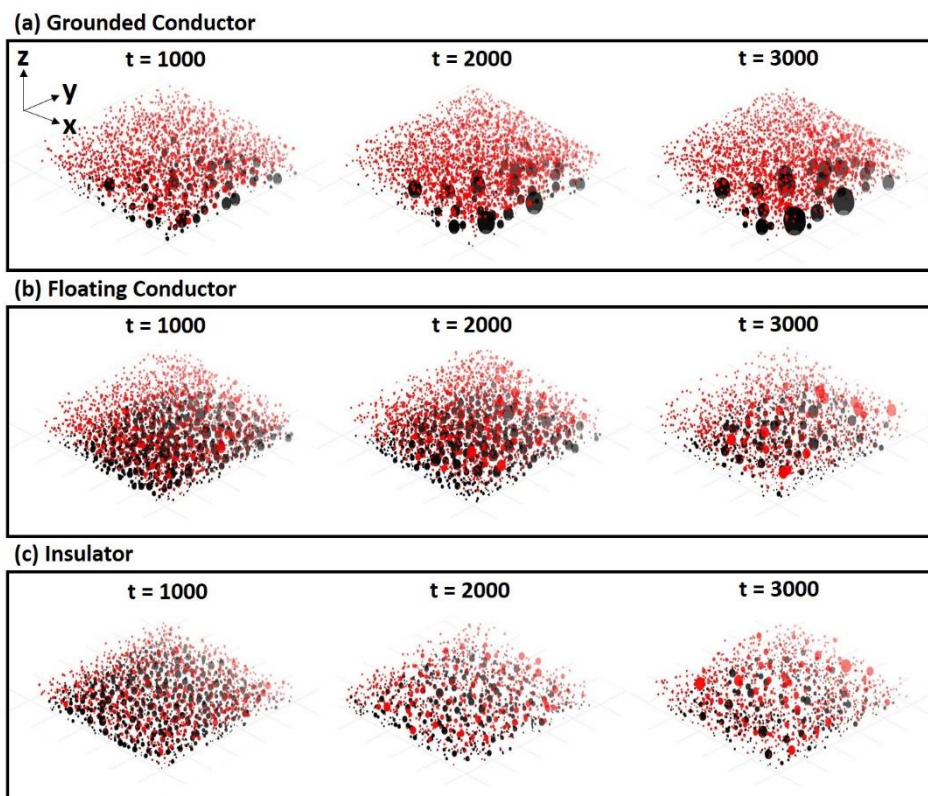 (a) Grounded Conductor
t = 1000 t = 2000 t = 3000
z
y
x
(b) Floating Conductor
t = 1000 t = 2000 t = 3000
(c) Insulator
t = 1000 t = 2000 t = 3000